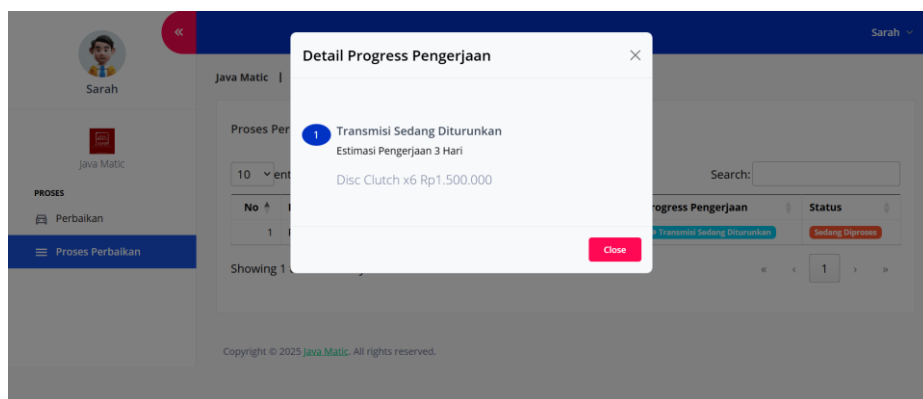 Sarah
Sarah
Java Matic
PROSES
Perbaikan
Proses Perbaikan
Java Matic |
Proses Per
10 ent
Search:
No
rogress Pengerjaan
Status
1
Transmisi Sedang Diturunkan
Sedang Diproses
Showing 1
« ‹ 1 › »
Copyright © 2025 Java Matic. All rights reserved.
Detail Progress Pengerjaan
1
Transmisi Sedang Diturunkan
Estimasi Pengerjaan 3 Hari
Disc Clutch x6 Rp1.500.000
Close